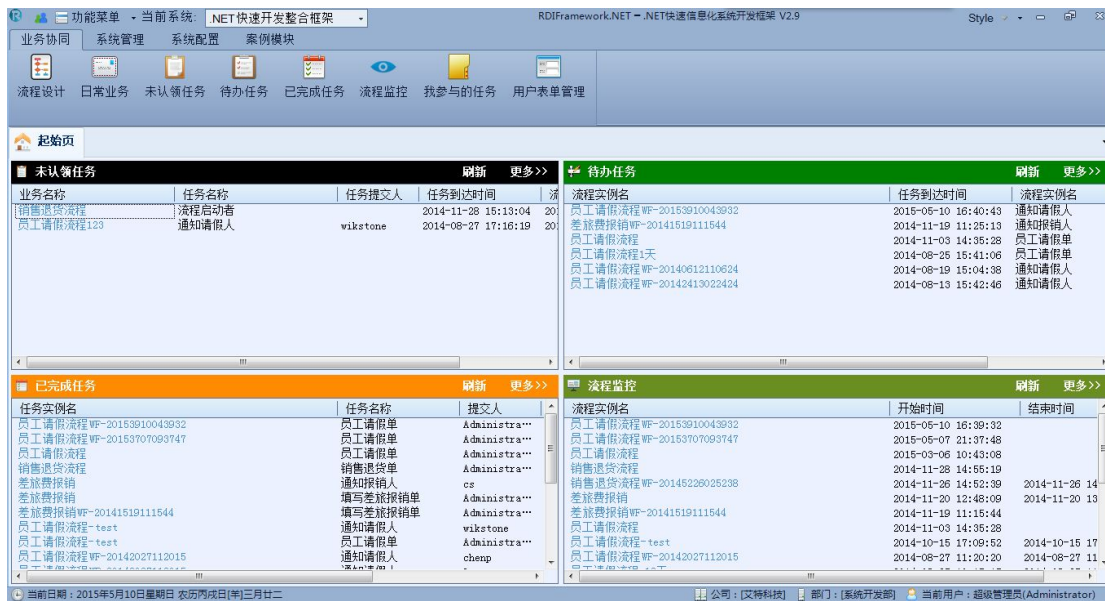 功能菜单 当前系统: .NET快速开发整合框架 RDIFramework.NET - .NET快速信息化系统开发框架 V2.9 Style
业务协同 系统管理 系统配置 案例模块
流程设计 日常业务 未认领任务 待办任务 已完成任务 流程监控 我参与的任务 用户表单管理
起始页
未认领任务 刷新 更多>>
业务名称 任务名称 任务提交人 任务到达时间 流
销售退货流程 流程启动者 2014-11-28 15:13:04 201
员工请假流程123 通知请假人 wikstone 2014-08-27 17:16:19 201
待办任务 刷新 更多>>
流程实例名 任务到达时间 流程实例名
员工请假流程WF-20153910043932 2015-05-10 16:40:43 通知请假人
差旅费报销WF-20141519111544 2014-11-19 11:25:13 通知报销人
员工请假流程 2014-11-03 14:35:28 员工请假单
员工请假流程1天 2014-08-25 15:41:06 员工请假单
员工请假流程WF-20140612110624 2014-08-19 15:04:38 通知请假人
员工请假流程WF-20142413022424 2014-08-13 15:42:46 通知请假人
已完成任务 刷新 更多>>
任务实例名 任务名称 提交人
员工请假流程WF-20153910043932 员工请假单 Administra…
员工请假流程WF-20153707093747 员工请假单 Administra…
员工请假流程 员工请假单 Administra…
销售退货流程 销售退货单 Administra…
差旅费报销 通知报销人 cs
差旅费报销 填写差旅报销单 Administra…
差旅费报销WF-20141519111544 填写差旅报销单 Administra…
员工请假流程-test 通知请假人 wikstone
员工请假流程-test 员工请假单 Administra…
员工请假流程WF-20142027112015 通知请假人 chenp
流程监控 刷新 更多>>
流程实例名 开始时间 结束时间
员工请假流程WF-20153910043932 2015-05-10 16:39:32
员工请假流程WF-20153707093747 2015-05-07 21:37:48
员工请假流程 2015-03-06 10:43:08
销售退货流程 2014-11-28 14:55:19
销售退货流程WF-20145226025238 2014-11-26 14:52:39 2014-11-26 14
差旅费报销 2014-11-20 12:48:09 2014-11-20 13
差旅费报销WF-20141519111544 2014-11-19 11:15:44
员工请假流程 2014-11-03 14:35:28
员工请假流程-test 2014-10-15 17:09:52 2014-10-15 17
员工请假流程WF-20142027112015 2014-08-27 11:20:20 2014-08-27 11
当前日期：2015年5月10日星期日 农历丙戌日[羊]三月廿二 公司：[艾特科技] 部门：[系统开发部] 当前用户：超级管理员(Administrator)